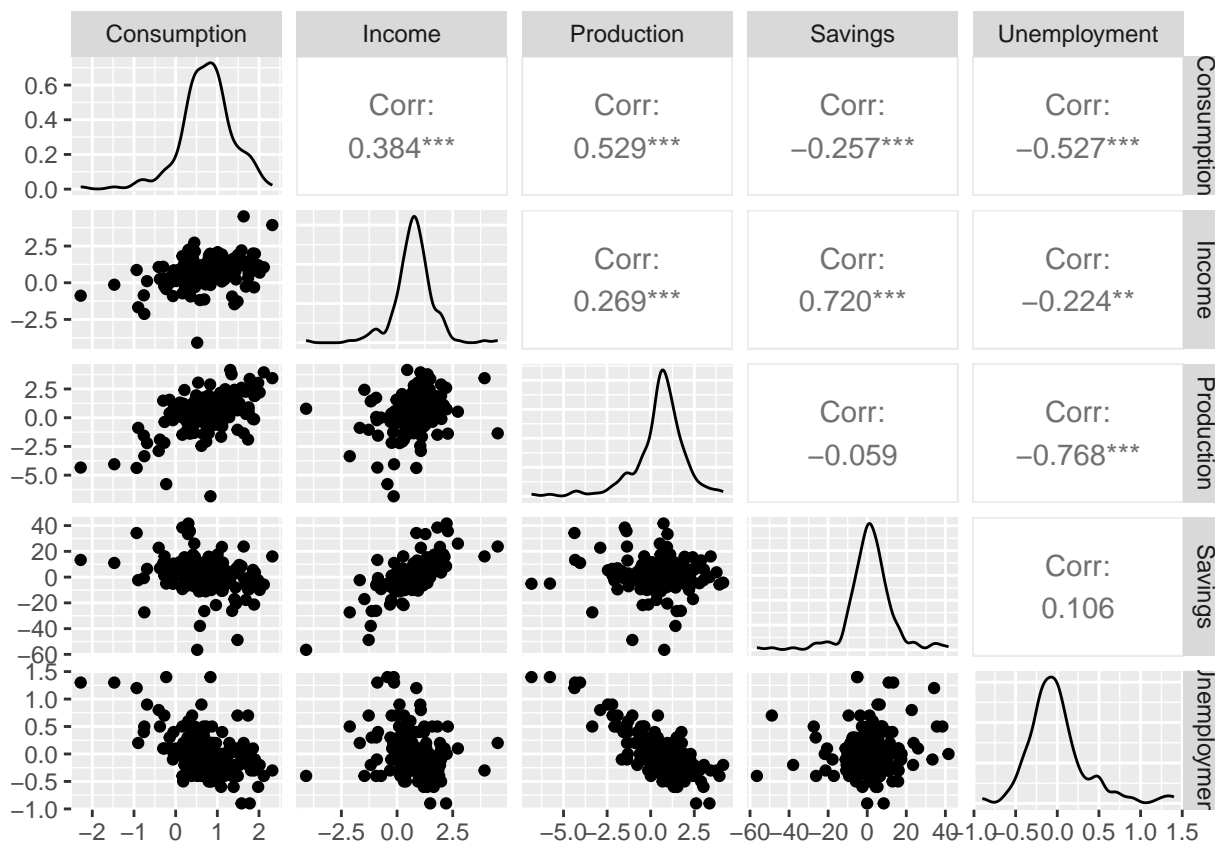 Consumption Income Production Savings Unemployment
0.6
0.4
0.2
0.0
Corr:
0.384***
Corr:
0.529***
Corr:
−0.257***
Corr:
−0.527***
Consumption
2.5
0.0
−2.5
Corr:
0.269***
Corr:
0.720***
Corr:
−0.224**
Income
2.5
0.0
−2.5
−5.0
Corr:
−0.059
Corr:
−0.768***
Production
40
20
0
−20
−40
−60
Corr:
0.106
Savings
1.5
1.0
0.5
0.0
−0.5
−1.0
Unemploymen
−2 0 2 −2.5 0.0 2.5 −5.0 −2.5 0.0 2.5 −60 −40 −20 0 20 40 −1.0 −0.5 0.0 0.5 1.0 1.5